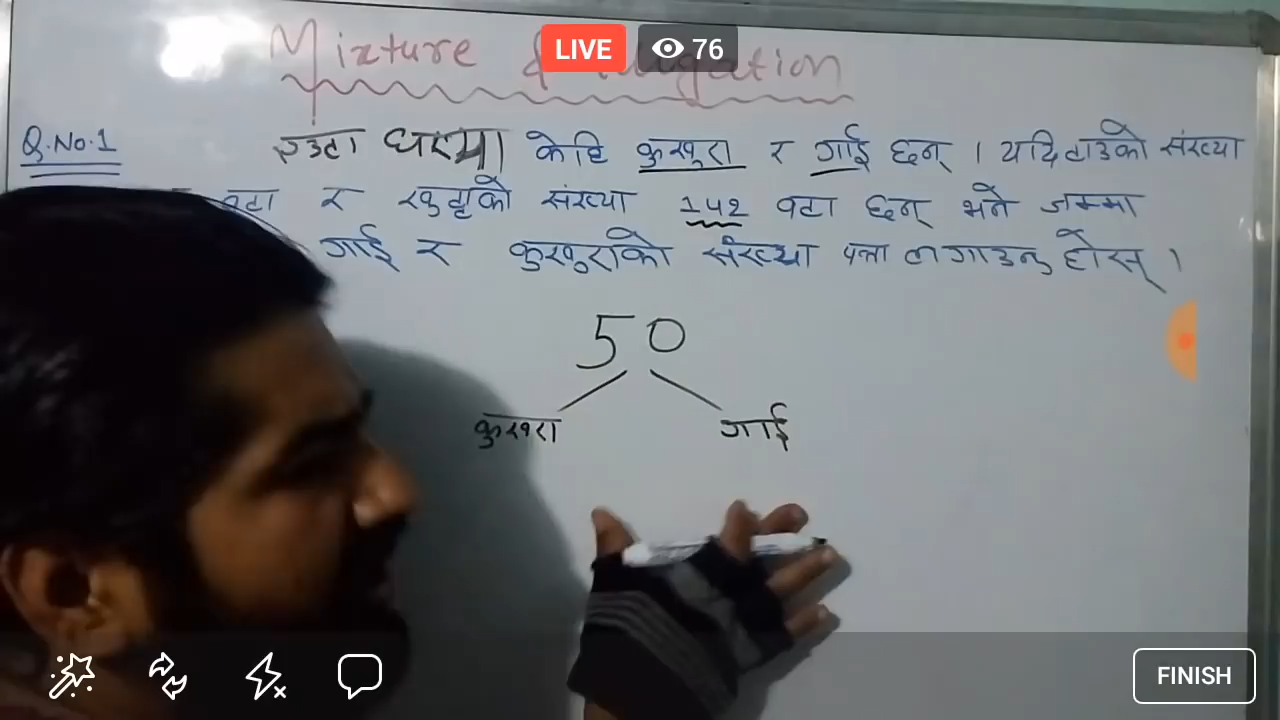 LIVE 76
Mixture &
Q.No.1 एउटा घरमा केहि कुखुरा र गाई छन् । यदि टाउको संख्या
वटा र खुट्टाको संख्या 142 वटा छन् भने जम्मा
गाई र कुखुराको संख्या पत्ता लगाउनु होस् ।
50
कुखुरा गाई
FINISH